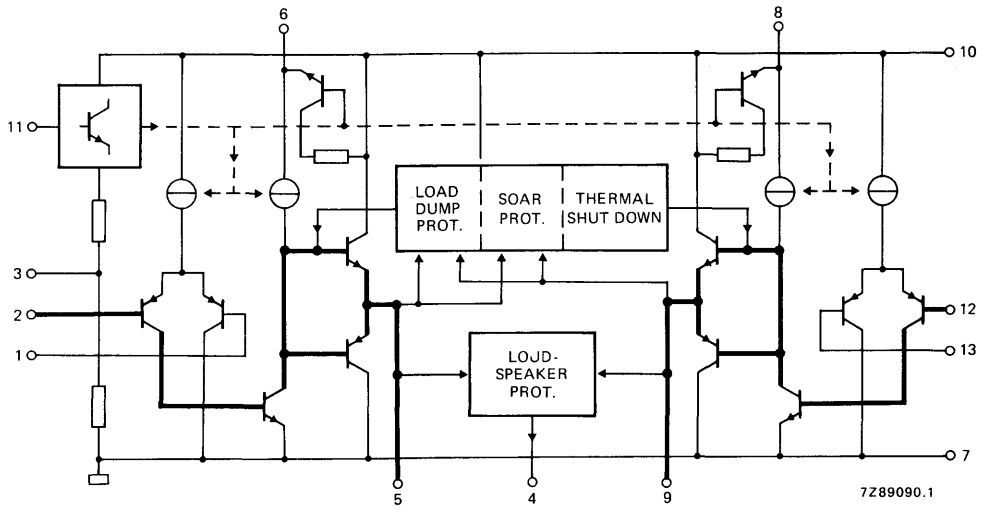 6
8
10
11
LOAD DUMP PROT.
SOAR PROT.
THERMAL SHUT DOWN
3
2
12
1
13
LOUD-SPEAKER PROT.
7
5
4
9
7Z89090.1